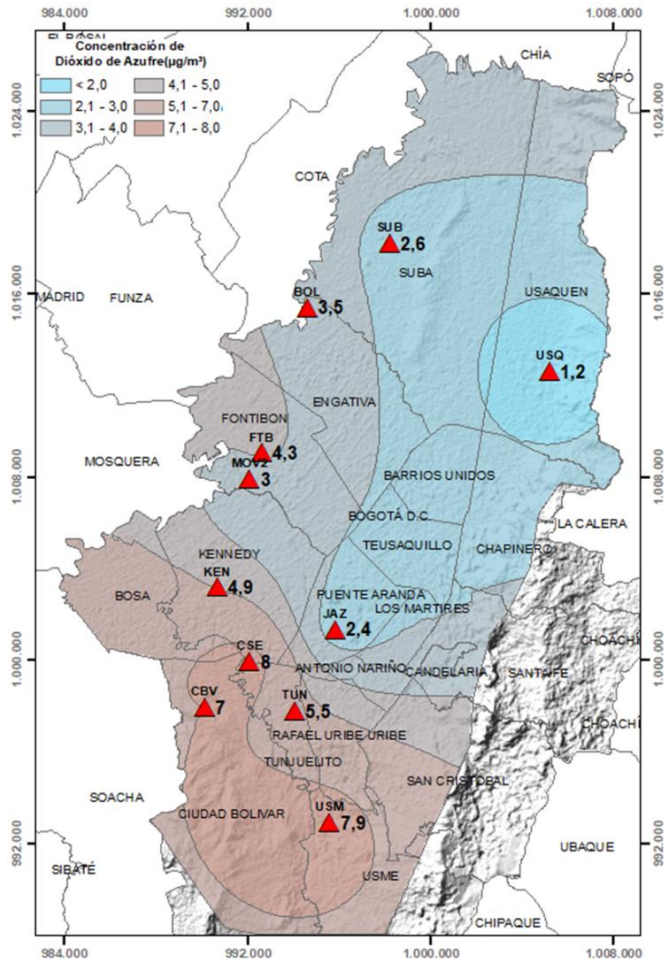 984.0000
992.000
1.000.000
1.008.000
Concentración de
Dióxido de Azufre(µg/m³)
< 2,0
4,1 - 5,0
2,1 - 3,0
5,1 - 7,0
3,1 - 4,0
7,1 - 8,0
CHÍA
SOPÓ
1.024.000
1.024.000
COTA
SUB
2,6
SUBA
BOL
3,5
USAQUEN
MADRID
FUNZA
1.016.000
1.016.000
USQ
1,2
ENGATIVA
FONTIBON
FTB
4,3
MOSQUERA
MOV2
3
BARRIOS UNIDOS
1.008.000
1.008.000
BOGOTÁ D.C.
LA CALERA
TEUSAQUILLO
CHAPINERO
KENNEDY
KEN
4,9
BOSA
PUENTE ARANDA
LOS MARTIRES
JAZ
2,4
CHOACHÍ
CSE
8
1.000.000
1.000.000
ANTONIO NARIÑO
CANDELARIA
SANTA FE
CBV
7
TUN
5,5
CHOACHÍ
RAFAEL URIBE URIBE
TUNJUELITO
SAN CRISTOBAL
SOACHA
CIUDAD BOLIVAR
USM
7,9
992.000
992.000
UBAQUE
SIBATÉ
USME
CHIPAQUE
984.0000
992.000
1.000.000
1.008.000